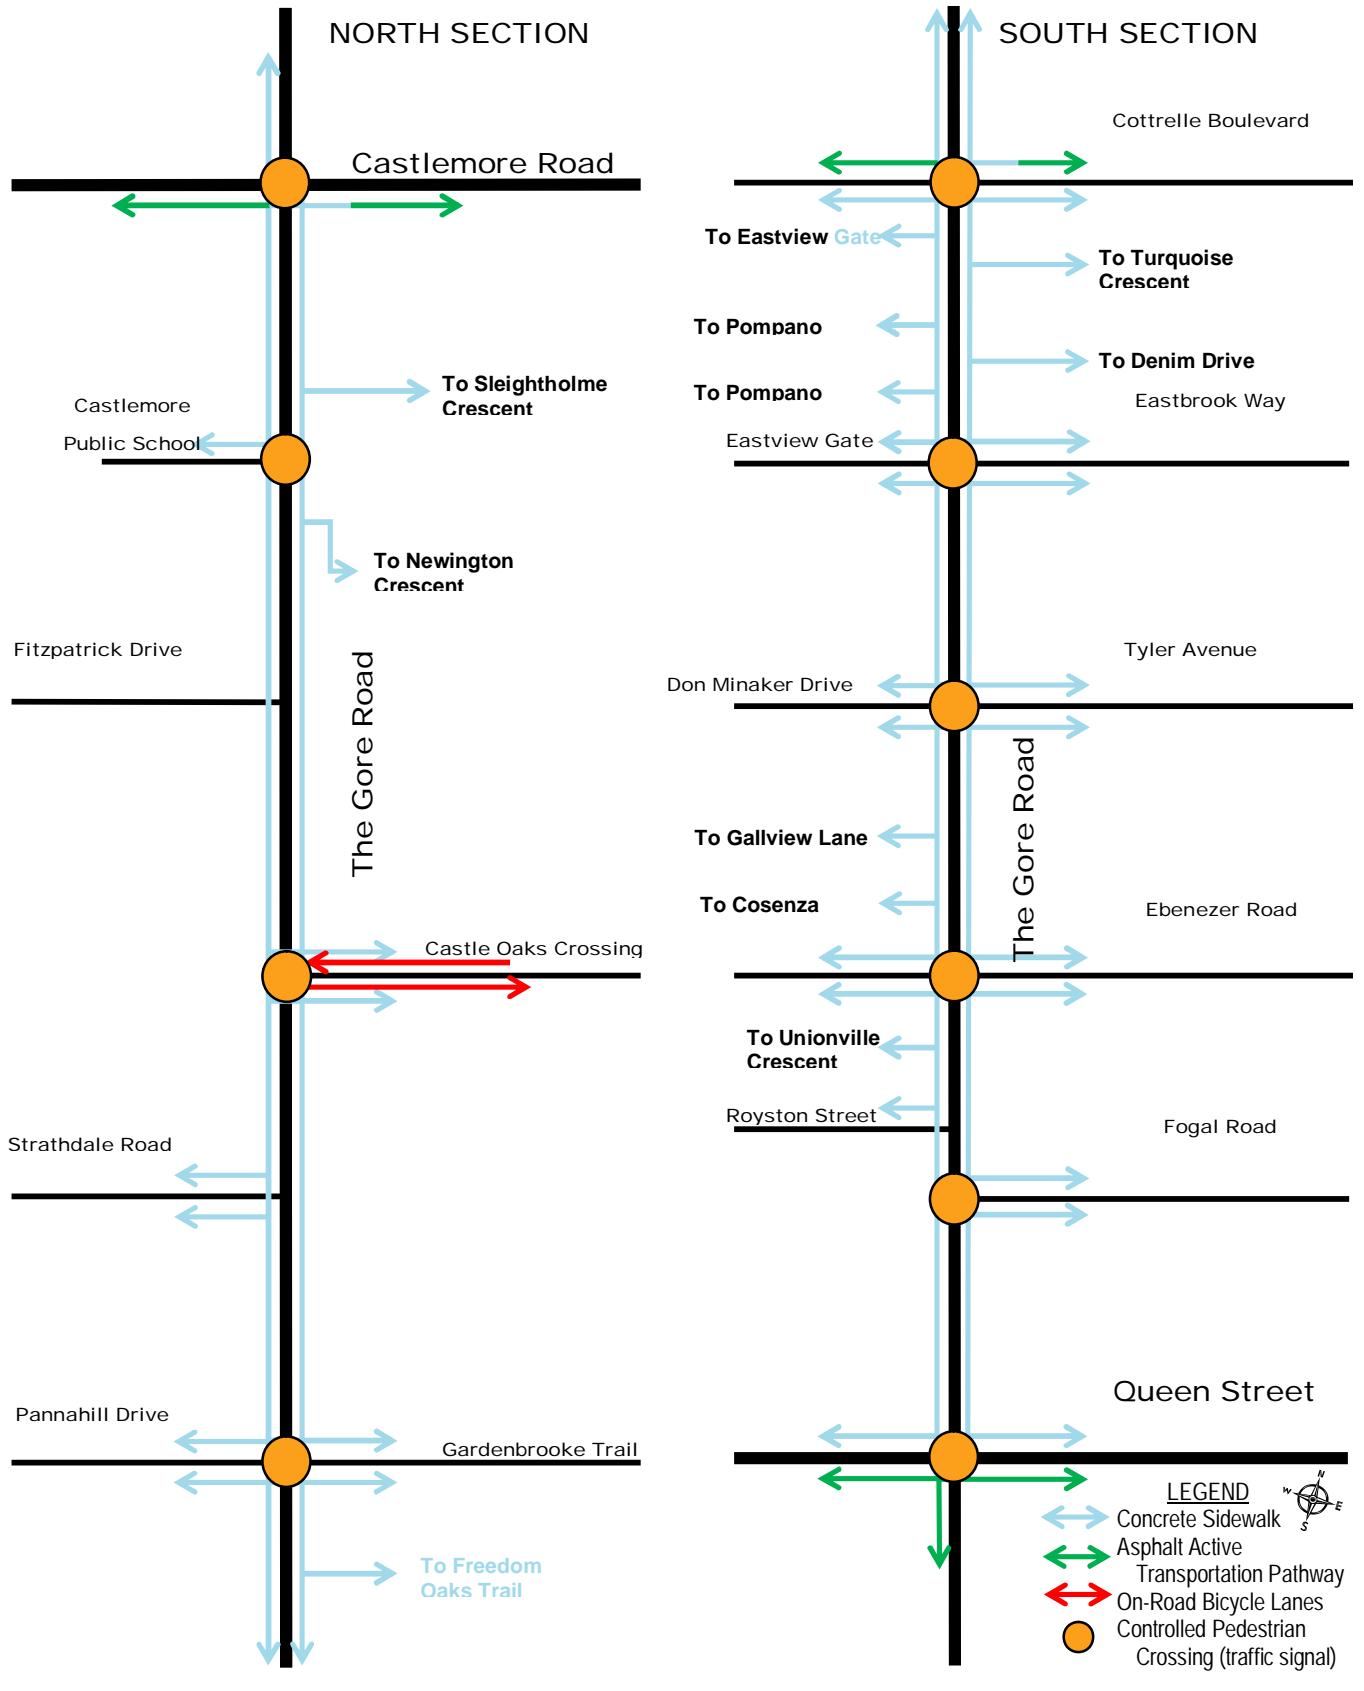 NORTH SECTION
Castlemore Road
To Sleightholme
Crescent
Castlemore
Public School
To Newington
Crescent
Fitzpatrick Drive
The Gore Road
Castle Oaks Crossing
Strathdale Road
Pannahill Drive
Gardenbrooke Trail
To Freedom
Oaks Trail
SOUTH SECTION
Cottrelle Boulevard
To Eastview Gate
To Turquoise
Crescent
To Pompano
To Denim Drive
To Pompano
Eastbrook Way
Eastview Gate
Tyler Avenue
Don Minaker Drive
The Gore Road
To Gallview Lane
To Cosenza
Ebenezer Road
To Unionville
Crescent
Royston Street
Fogal Road
Queen Street
LEGEND
N
W
E
S
Concrete Sidewalk
Asphalt Active
Transportation Pathway
On-Road Bicycle Lanes
Controlled Pedestrian
Crossing (traffic signal)